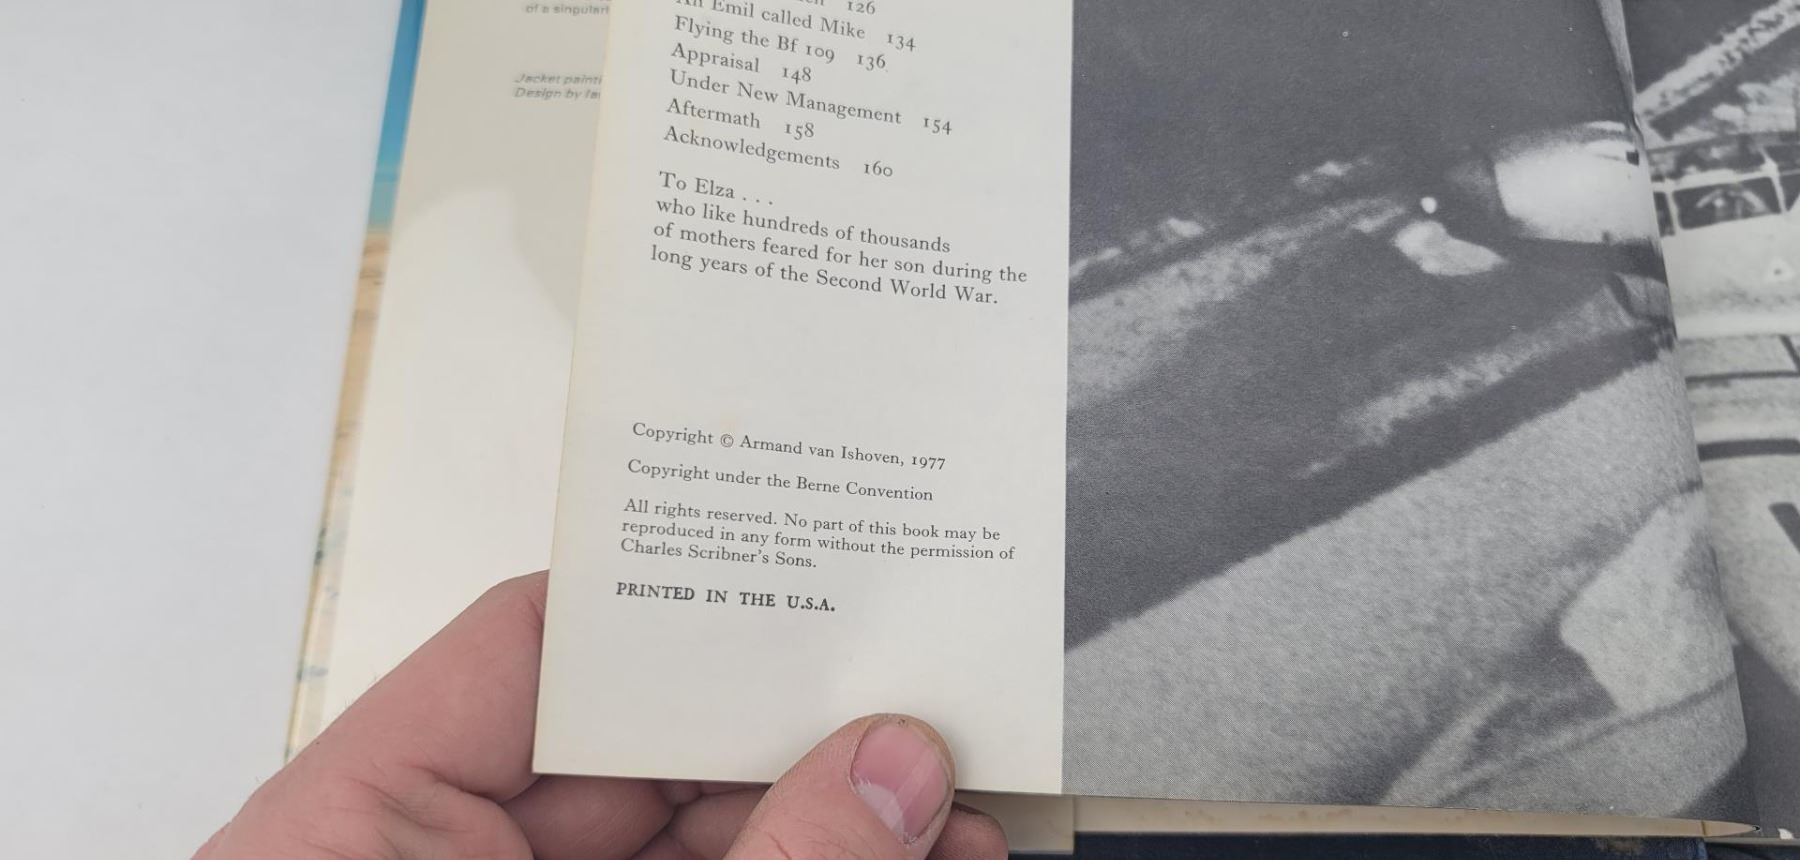 of a singular
Jacket painti
Design by Ia
126
An Emil called Mike 134
Flying the Bf 109 136
Appraisal 148
Under New Management 154
Aftermath 158
Acknowledgements 160
To Elza . . .
who like hundreds of thousands
of mothers feared for her son during the
long years of the Second World War.
Copyright © Armand van Ishoven, 1977
Copyright under the Berne Convention
All rights reserved. No part of this book may be
reproduced in any form without the permission of
Charles Scribner's Sons.
PRINTED IN THE U.S.A.